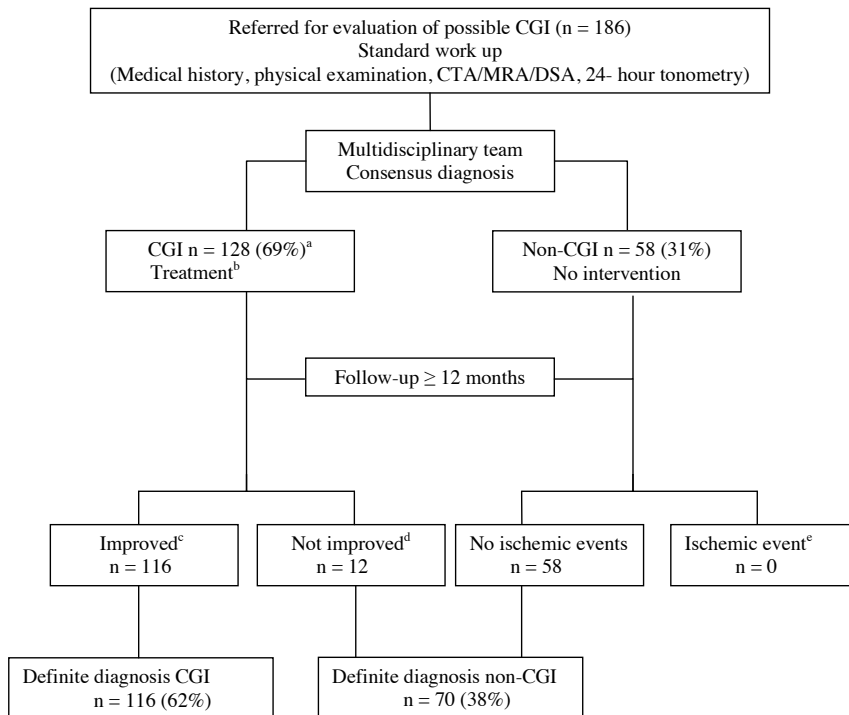 Referred for evaluation of possible CGI (n = 186)
Standard work up
(Medical history, physical examination, CTA/MRA/DSA, 24- hour tonometry)
Multidisciplinary team
Consensus diagnosis
CGI n = 128 (69%)ᵃ
Treatmentᵇ
Non-CGI n = 58 (31%)
No intervention
Follow-up ≥ 12 months
Improvedᶜ
n = 116
Not improvedᵈ
n = 12
No ischemic events
n = 58
Ischemic eventᵉ
n = 0
Definite diagnosis CGI
n = 116 (62%)
Definite diagnosis non-CGI
n = 70 (38%)